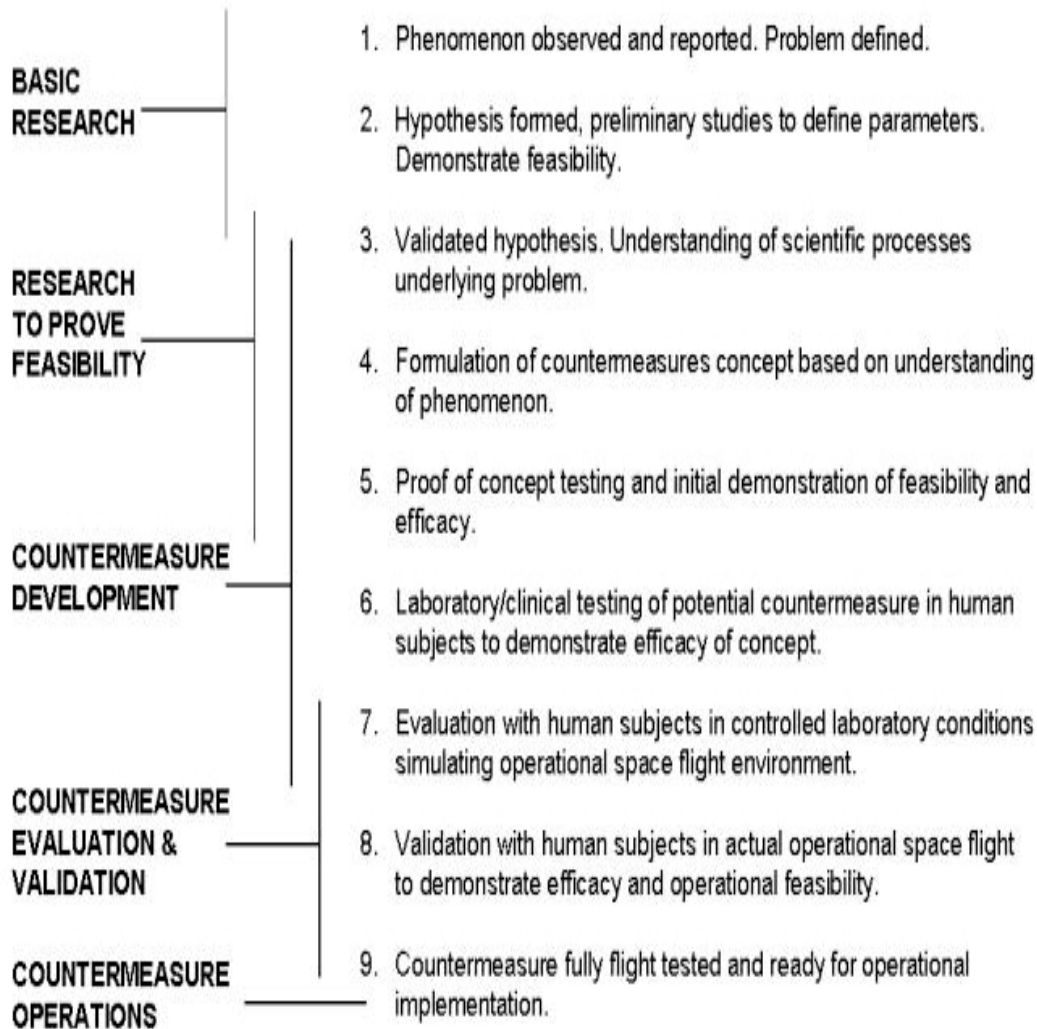 BASIC
RESEARCH
RESEARCH
TO PROVE
FEASIBILITY
COUNTERMEASURE
DEVELOPMENT
COUNTERMEASURE
EVALUATION &
VALIDATION
COUNTERMEASURE
OPERATIONS
1. Phenomenon observed and reported. Problem defined.
2. Hypothesis formed, preliminary studies to define parameters.
Demonstrate feasibility.
3. Validated hypothesis. Understanding of scientific processes
underlying problem.
4. Formulation of countermeasures concept based on understanding
of phenomenon.
5. Proof of concept testing and initial demonstration of feasibility and
efficacy.
6. Laboratory/clinical testing of potential countermeasure in human
subjects to demonstrate efficacy of concept.
7. Evaluation with human subjects in controlled laboratory conditions
simulating operational space flight environment.
8. Validation with human subjects in actual operational space flight
to demonstrate efficacy and operational feasibility.
9. Countermeasure fully flight tested and ready for operational
implementation.